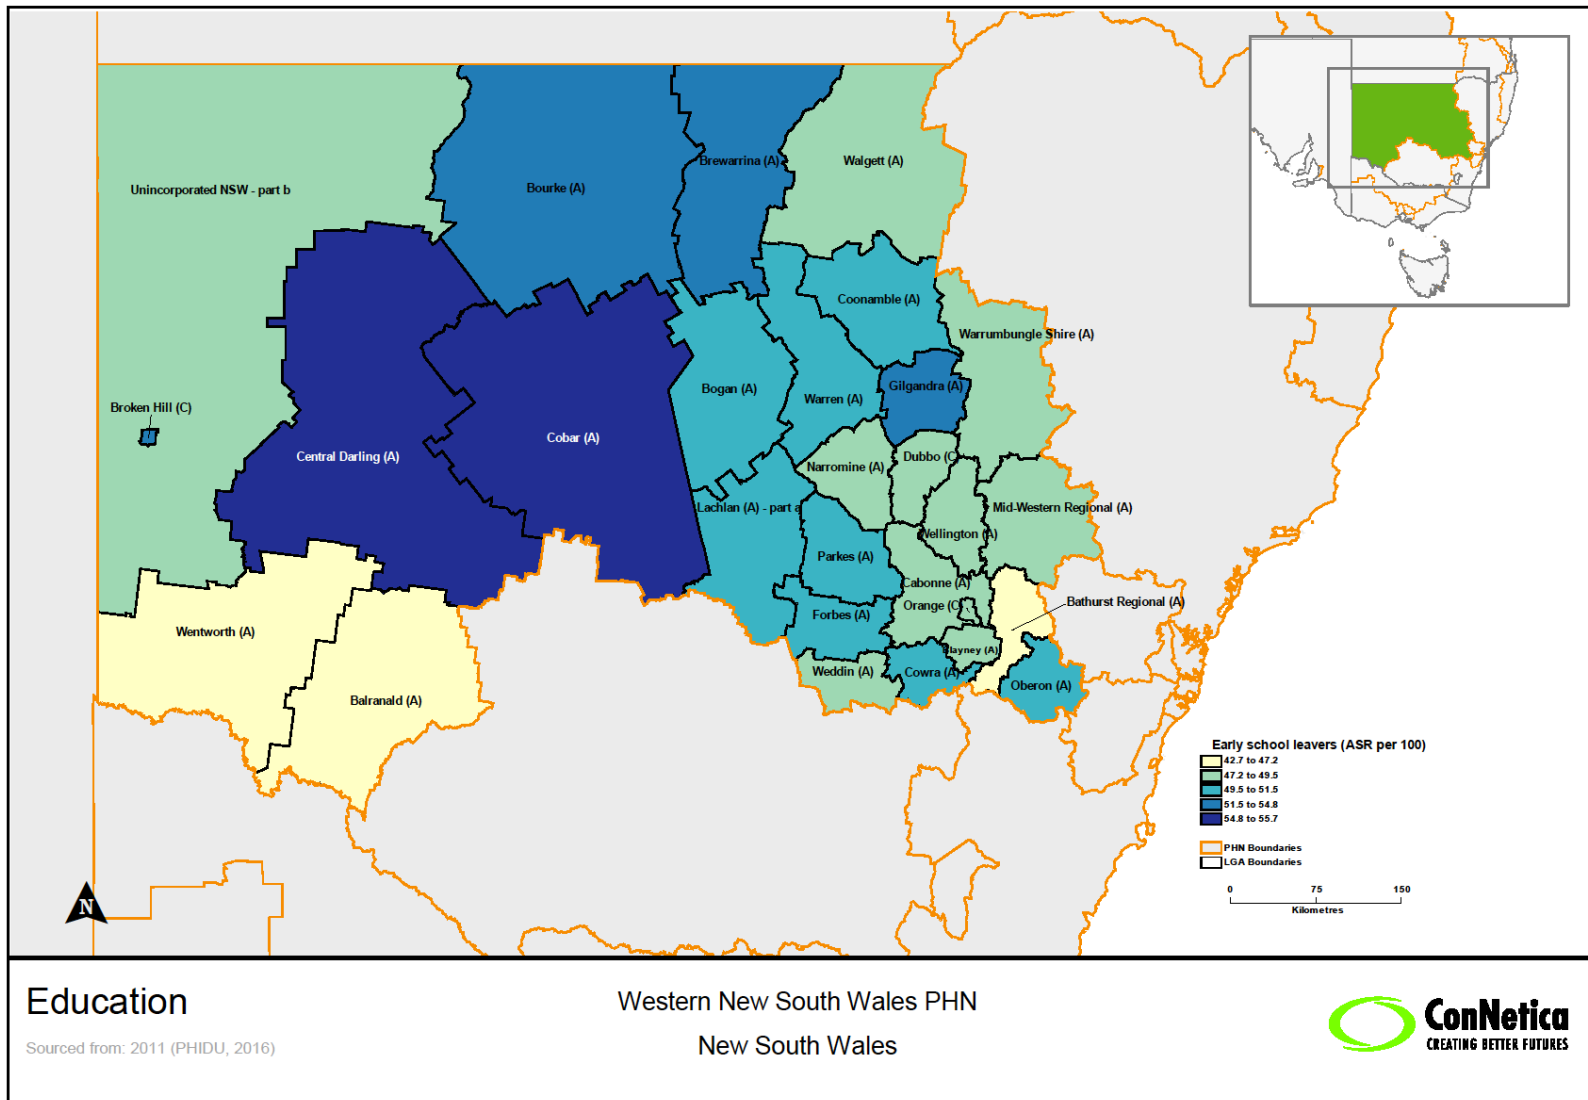 Unincorporated NSW - part b
Bourke (A)
Brewarrina (A)
Walgett (A)
Coonamble (A)
Warrumbungle Shire (A)
Broken Hill (C)
Central Darling (A)
Cobar (A)
Bogan (A)
Warren (A)
Gilgandra (A)
Narromine (A)
Dubbo (C
Lachlan (A) - part a
Mid-Western Regional (A)
Wellington (A)
Parkes (A)
Cabonne (A)
Orange (C)
Bathurst Regional (A)
Forbes (A)
Blayney (A)
Wentworth (A)
Balranald (A)
Weddin (A)
Cowra (A)
Oberon (A)
Early school leavers (ASR per 100)
42.7 to 47.2
47.2 to 49.5
49.5 to 51.5
51.5 to 54.8
54.8 to 55.7
PHN Boundaries
LGA Boundaries
0 75 150
Kilometres
N
Education
Sourced from: 2011 (PHIDU, 2016)
Western New South Wales PHN
New South Wales
ConNetica
CREATING BETTER FUTURES